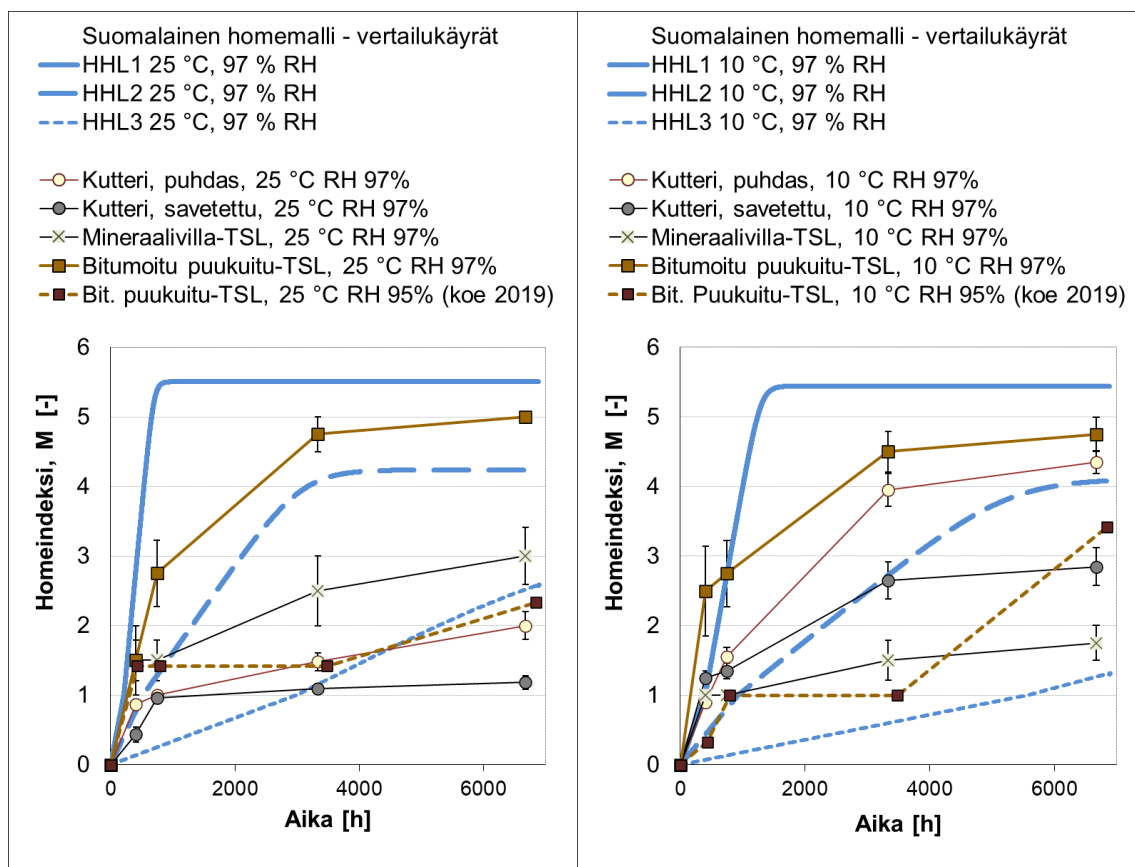 Suomalainen homemalli - vertailukäyrät
HHL1 25 °C, 97 % RH
HHL2 25 °C, 97 % RH
HHL3 25 °C, 97 % RH
Kutteri, puhdas, 25 °C RH 97%
Kutteri, savetettu, 25 °C RH 97%
Mineraalivilla-TSL, 25 °C RH 97%
Bitumoitu puukuitu-TSL, 25 °C RH 97%
Bit. puukuitu-TSL, 25 °C RH 95% (koe 2019)
6
5
4
3
2
1
0
Homeindeksi, M [-]
0 2000 4000 6000
Aika [h]
Suomalainen homemalli - vertailukäyrät
HHL1 10 °C, 97 % RH
HHL2 10 °C, 97 % RH
HHL3 10 °C, 97 % RH
Kutteri, puhdas, 10 °C RH 97%
Kutteri, savetettu, 10 °C RH 97%
Mineraalivilla-TSL, 10 °C RH 97%
Bitumoitu puukuitu-TSL, 10 °C RH 97%
Bit. Puukuitu-TSL, 10 °C RH 95% (koe 2019)
6
5
4
3
2
1
0
Homeindeksi, M [-]
0 2000 4000 6000
Aika [h]